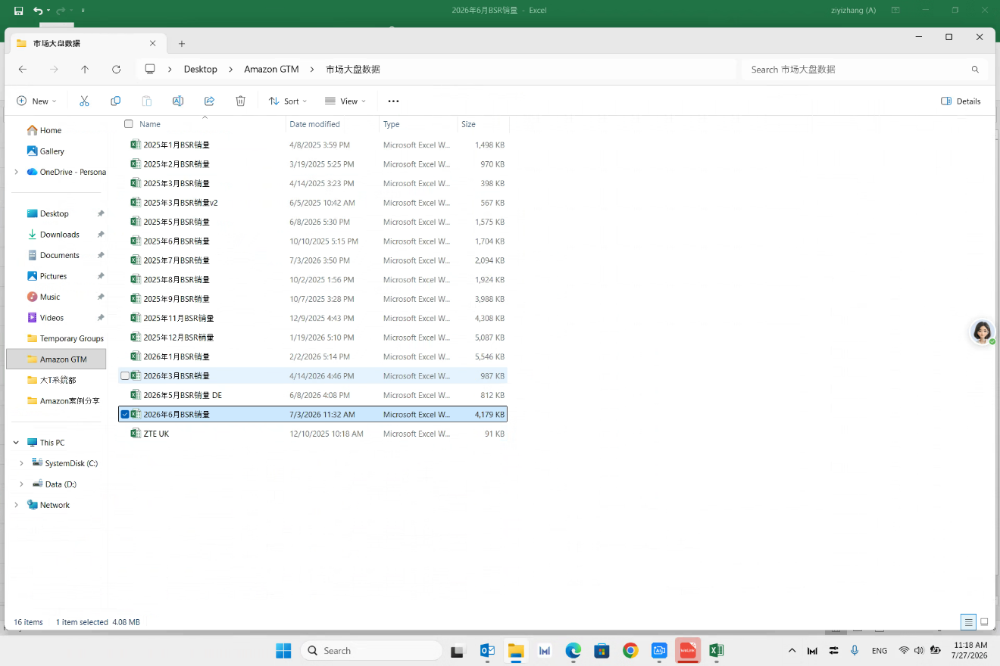 2026年6月BSR销量 - Excel
ziyizhang (A)
市场大盘数据
Desktop > Amazon GTM > 市场大盘数据
Search 市场大盘数据
New
Sort
View
Details
Name Date modified Type Size
Home
Gallery
OneDrive - Persona
Desktop
Downloads
Documents
Pictures
Music
Videos
Temporary Groups
Amazon GTM
大T系统部
Amazon案例分享
This PC
SystemDisk (C:)
Data (D:)
Network
2025年1月BSR销量 4/8/2025 3:59 PM Microsoft Excel W... 1,498 KB
2025年2月BSR销量 3/19/2025 5:25 PM Microsoft Excel W... 970 KB
2025年3月BSR销量 4/14/2025 3:23 PM Microsoft Excel W... 398 KB
2025年3月BSR销量v2 6/5/2025 10:42 AM Microsoft Excel W... 567 KB
2025年5月BSR销量 6/8/2026 5:30 PM Microsoft Excel W... 1,575 KB
2025年6月BSR销量 10/10/2025 5:15 PM Microsoft Excel W... 1,704 KB
2025年7月BSR销量 7/3/2026 3:50 PM Microsoft Excel W... 2,094 KB
2025年8月BSR销量 10/2/2025 1:56 PM Microsoft Excel W... 1,924 KB
2025年9月BSR销量 10/7/2025 3:28 PM Microsoft Excel W... 3,988 KB
2025年11月BSR销量 12/9/2025 4:43 PM Microsoft Excel W... 4,308 KB
2025年12月BSR销量 1/19/2026 5:10 PM Microsoft Excel W... 5,087 KB
2026年1月BSR销量 2/2/2026 5:14 PM Microsoft Excel W... 5,546 KB
2026年3月BSR销量 4/14/2026 4:46 PM Microsoft Excel W... 987 KB
2026年5月BSR销量 DE 6/8/2026 4:08 PM Microsoft Excel W... 812 KB
2026年6月BSR销量 7/3/2026 11:32 AM Microsoft Excel W... 4,179 KB
ZTE UK 12/10/2025 10:18 AM Microsoft Excel W... 91 KB
16 items 1 item selected 4.08 MB
Search
ENG
11:18 AM
7/27/2026